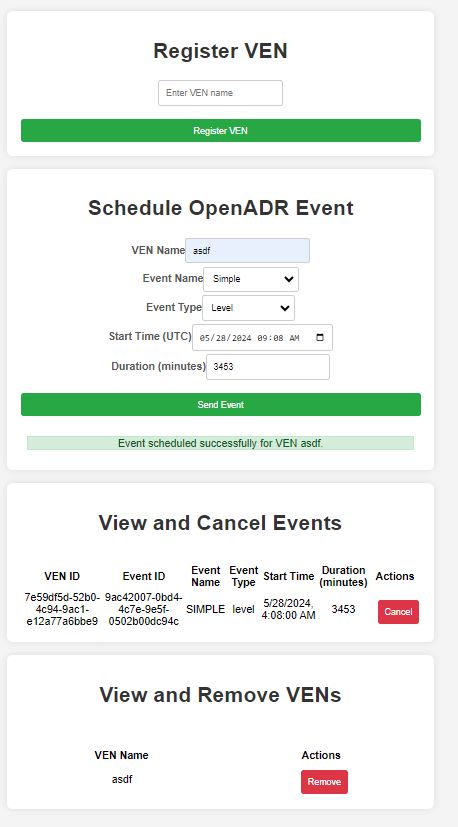 Register VEN
Enter VEN name
Register VEN
Schedule OpenADR Event
VEN Name asdf
Event Name Simple
Event Type Level
Start Time (UTC) 05/28/2024 09:08 AM
Duration (minutes) 3453
Send Event
Event scheduled successfully for VEN asdf.
View and Cancel Events
VEN ID Event ID Event Name Event Type Start Time Duration (minutes) Actions
7e59df5d-52b0-4c94-9ac1-e12a77a6bbe9 9ac42007-0bd4-4c7e-9e5f-0502b00dc94c SIMPLE level 5/28/2024, 4:08:00 AM 3453 Cancel
View and Remove VENs
VEN Name Actions
asdf Remove